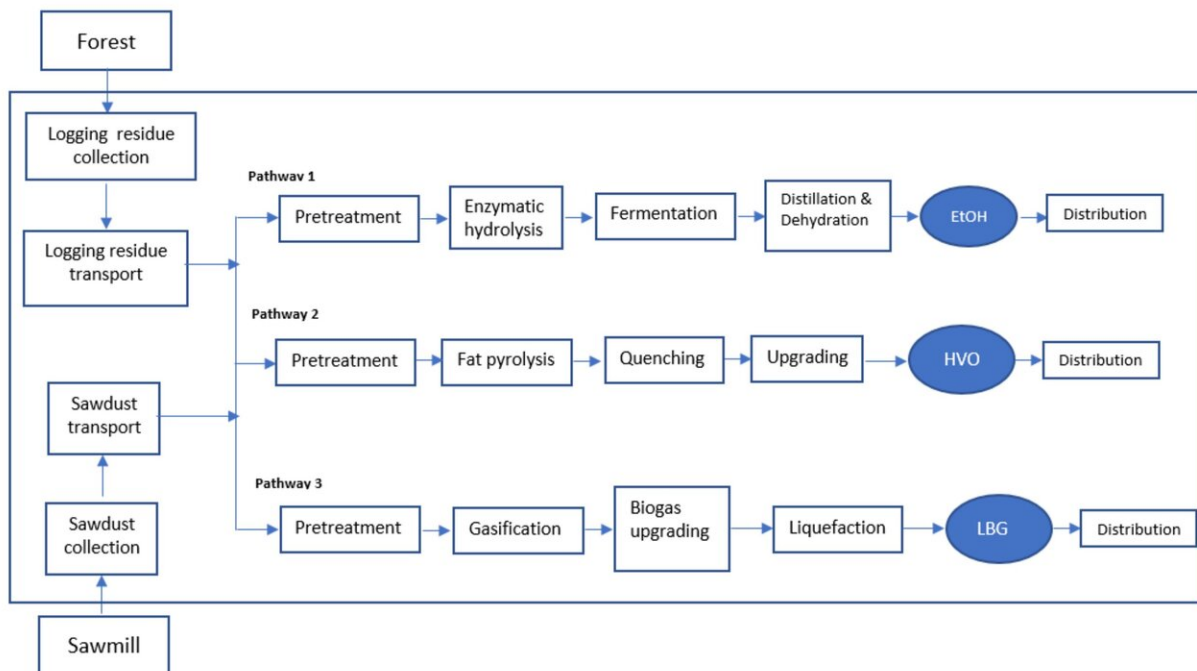 Forest
Logging residue
collection
Logging residue
transport
Sawdust
transport
Sawdust
collection
Sawmill
Pathway 1
Pretreatment
Enzymatic
hydrolysis
Fermentation
Distillation &
Dehydration
EtOH
Distribution
Pathway 2
Pretreatment
Fat pyrolysis
Quenching
Upgrading
HVO
Distribution
Pathway 3
Pretreatment
Gasification
Biogas
upgrading
Liquefaction
LBG
Distribution